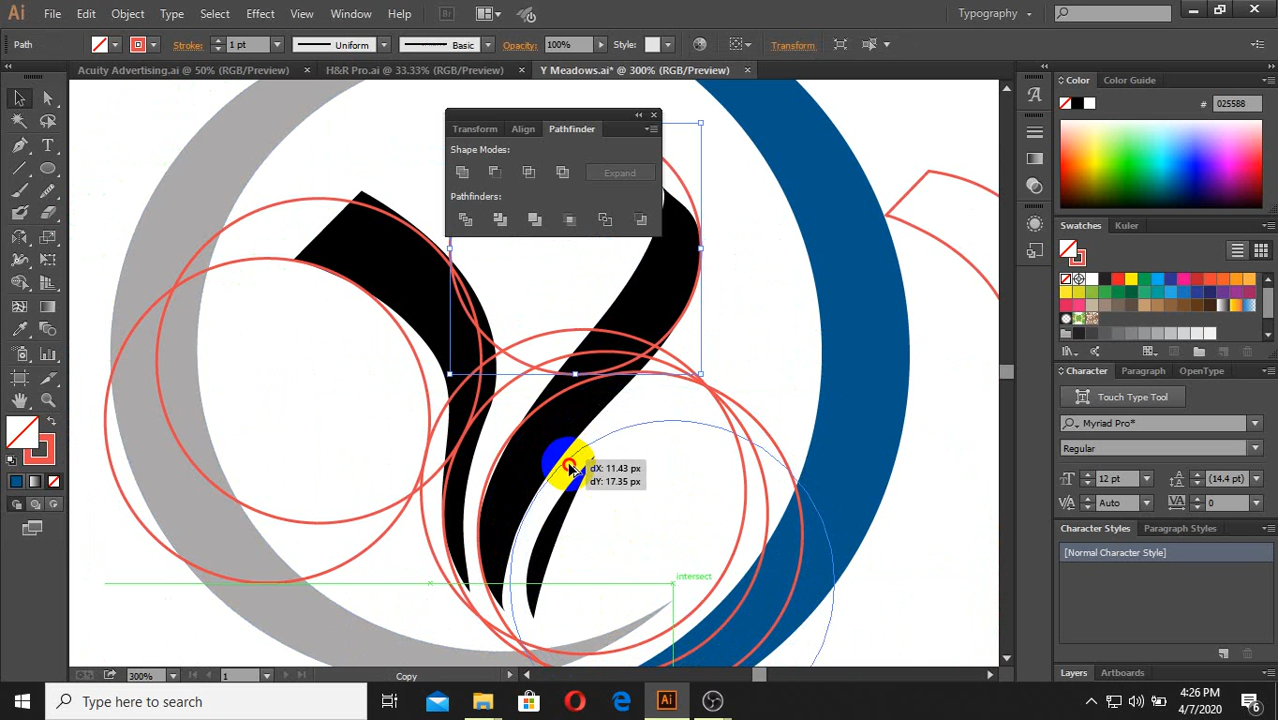 Ai File Edit Object Type Select Effect View Window Help Br Typography
Path Stroke: 1 pt Uniform Basic Opacity: 100% Style: Transform
Acuity Advertising.ai @ 50% (RGB/Preview) × H&R Pro.ai @ 33.33% (RGB/Preview) × Y Meadows.ai* @ 300% (RGB/Preview) ×
Color Color Guide
# 025588
Transform Align Pathfinder
Shape Modes:
Expand
Pathfinders:
Swatches Kuler
Character Paragraph OpenType
Touch Type Tool
Myriad Pro*
Regular
12 pt (14.4 pt)
Auto 0
Character Styles Paragraph Styles
[Normal Character Style]
dX: 11.43 px
dY: 17.35 px
intersect
300% 1 Copy
Layers Artboards
Type here to search
Ai
4:26 PM
4/7/2020
6